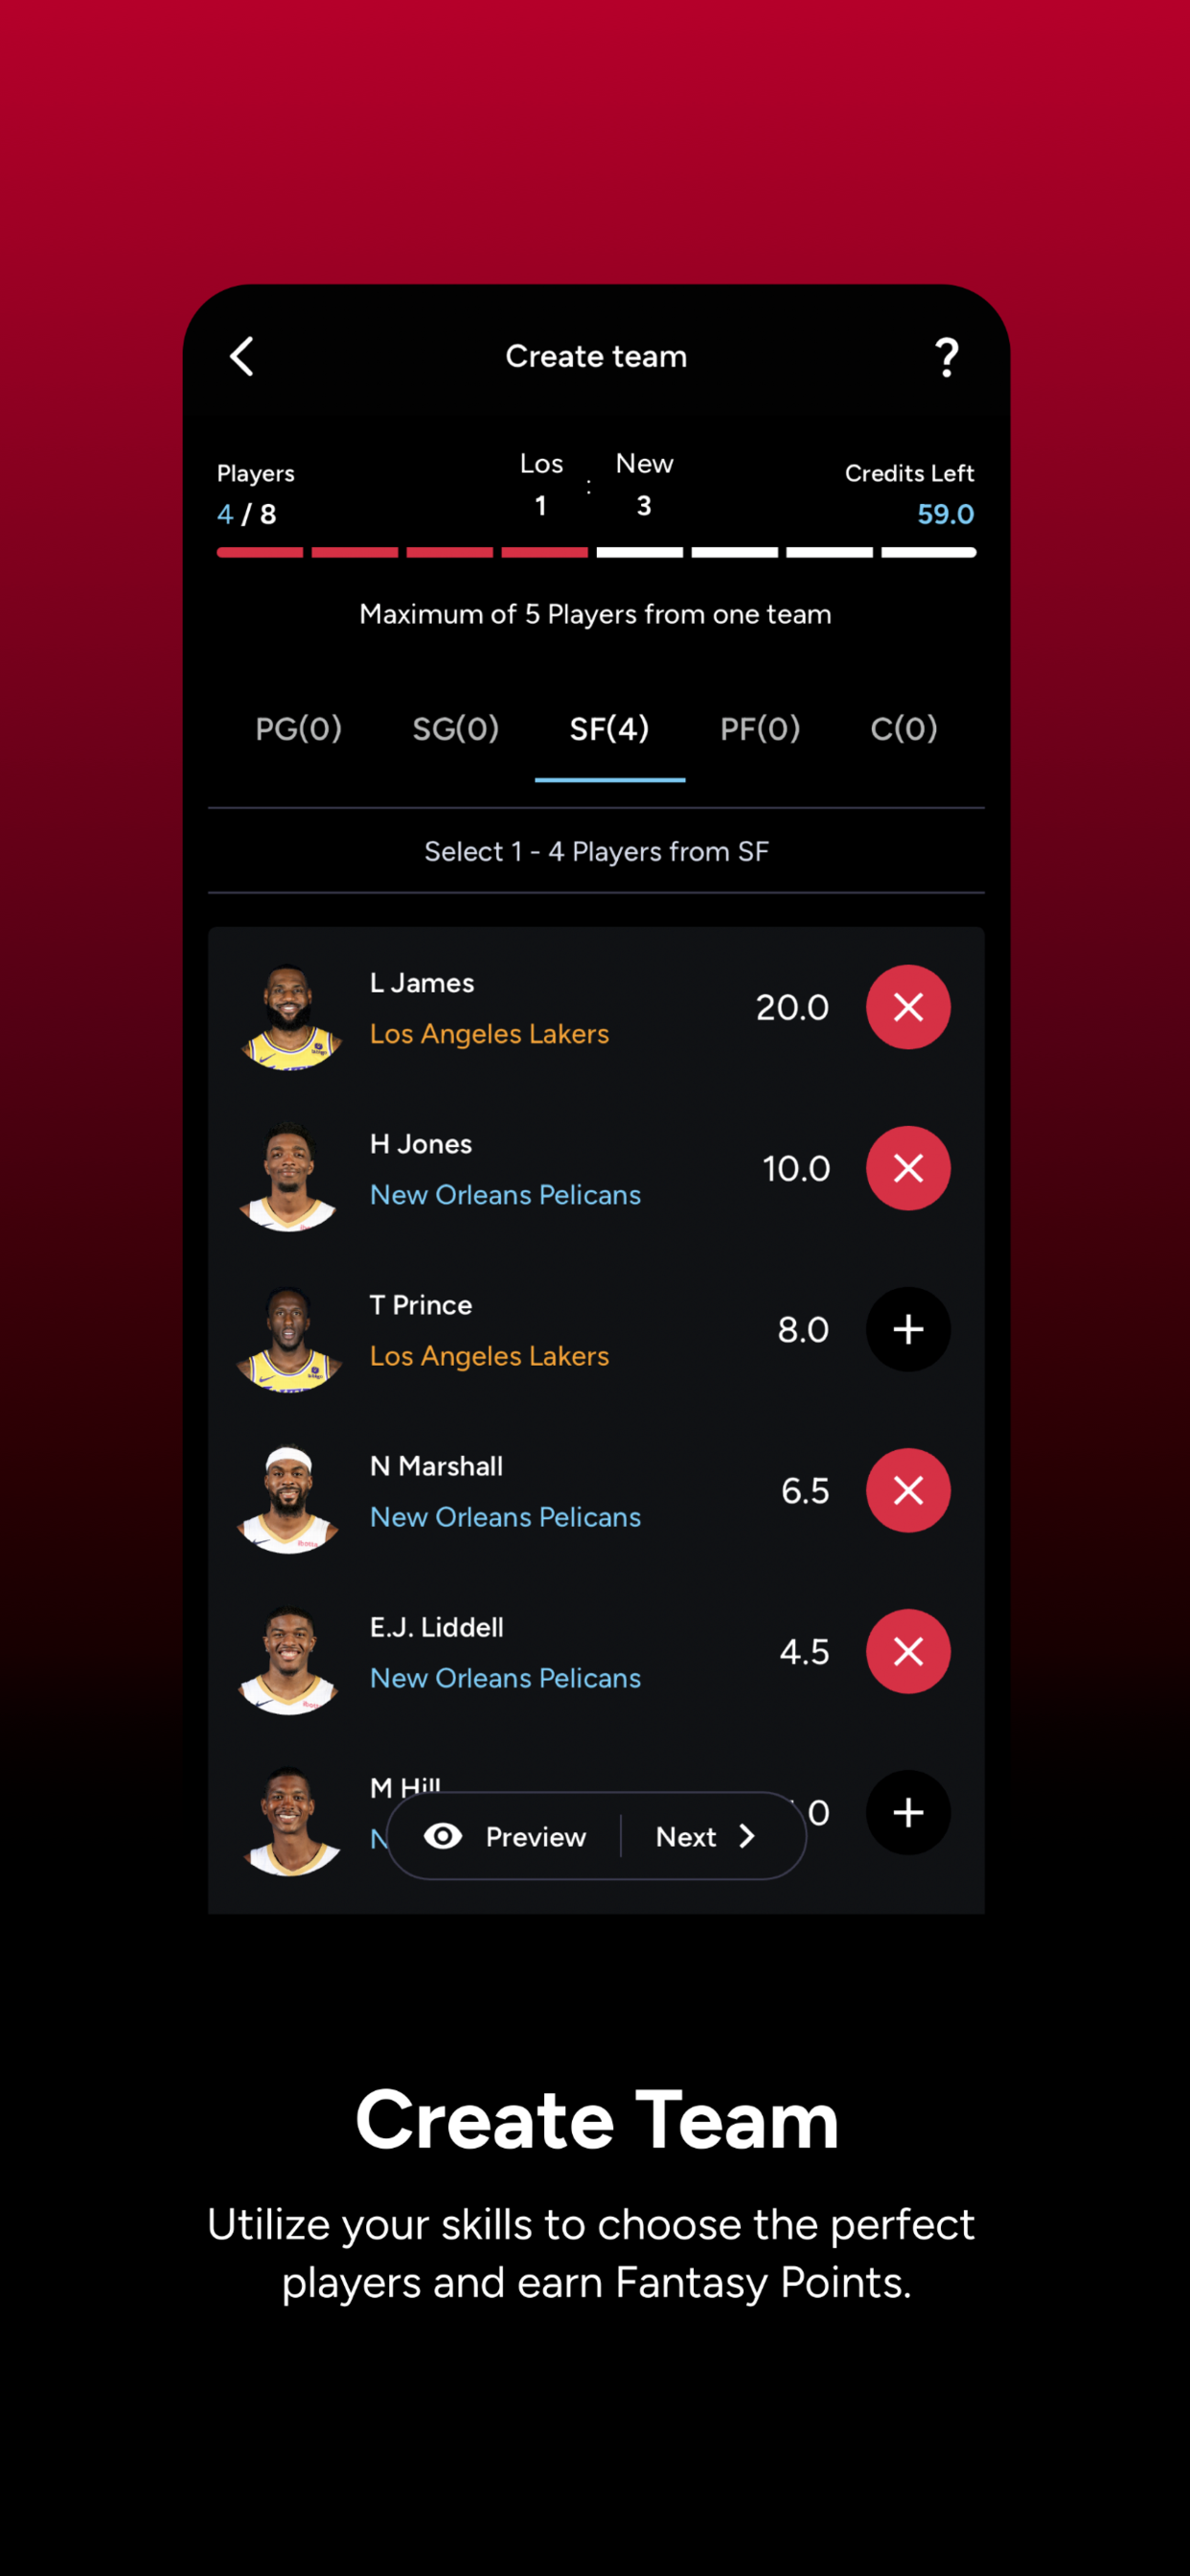 Create team
?
Players
4 / 8
Los : New
1 3
Credits Left
59.0
Maximum of 5 Players from one team
PG(0) SG(0) SF(4) PF(0) C(0)
Select 1 - 4 Players from SF
L James
Los Angeles Lakers
20.0
H Jones
New Orleans Pelicans
10.0
T Prince
Los Angeles Lakers
8.0
N Marshall
New Orleans Pelicans
6.5
E.J. Liddell
New Orleans Pelicans
4.5
M Hill
Preview | Next
Create Team
Utilize your skills to choose the perfect
players and earn Fantasy Points.